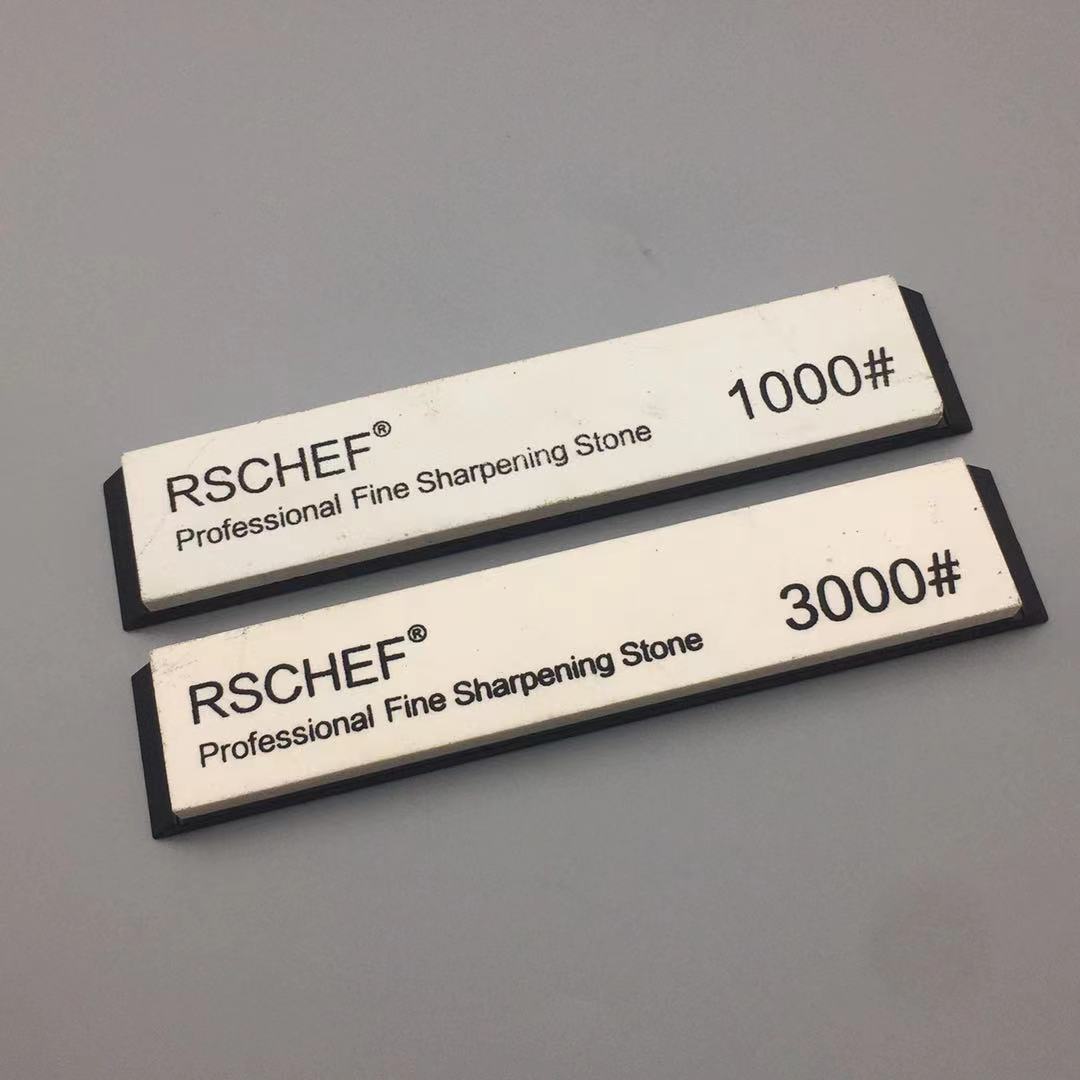 RSCHEF®
Professional Fine Sharpening Stone
1000#
RSCHEF®
Professional Fine Sharpening Stone
3000#